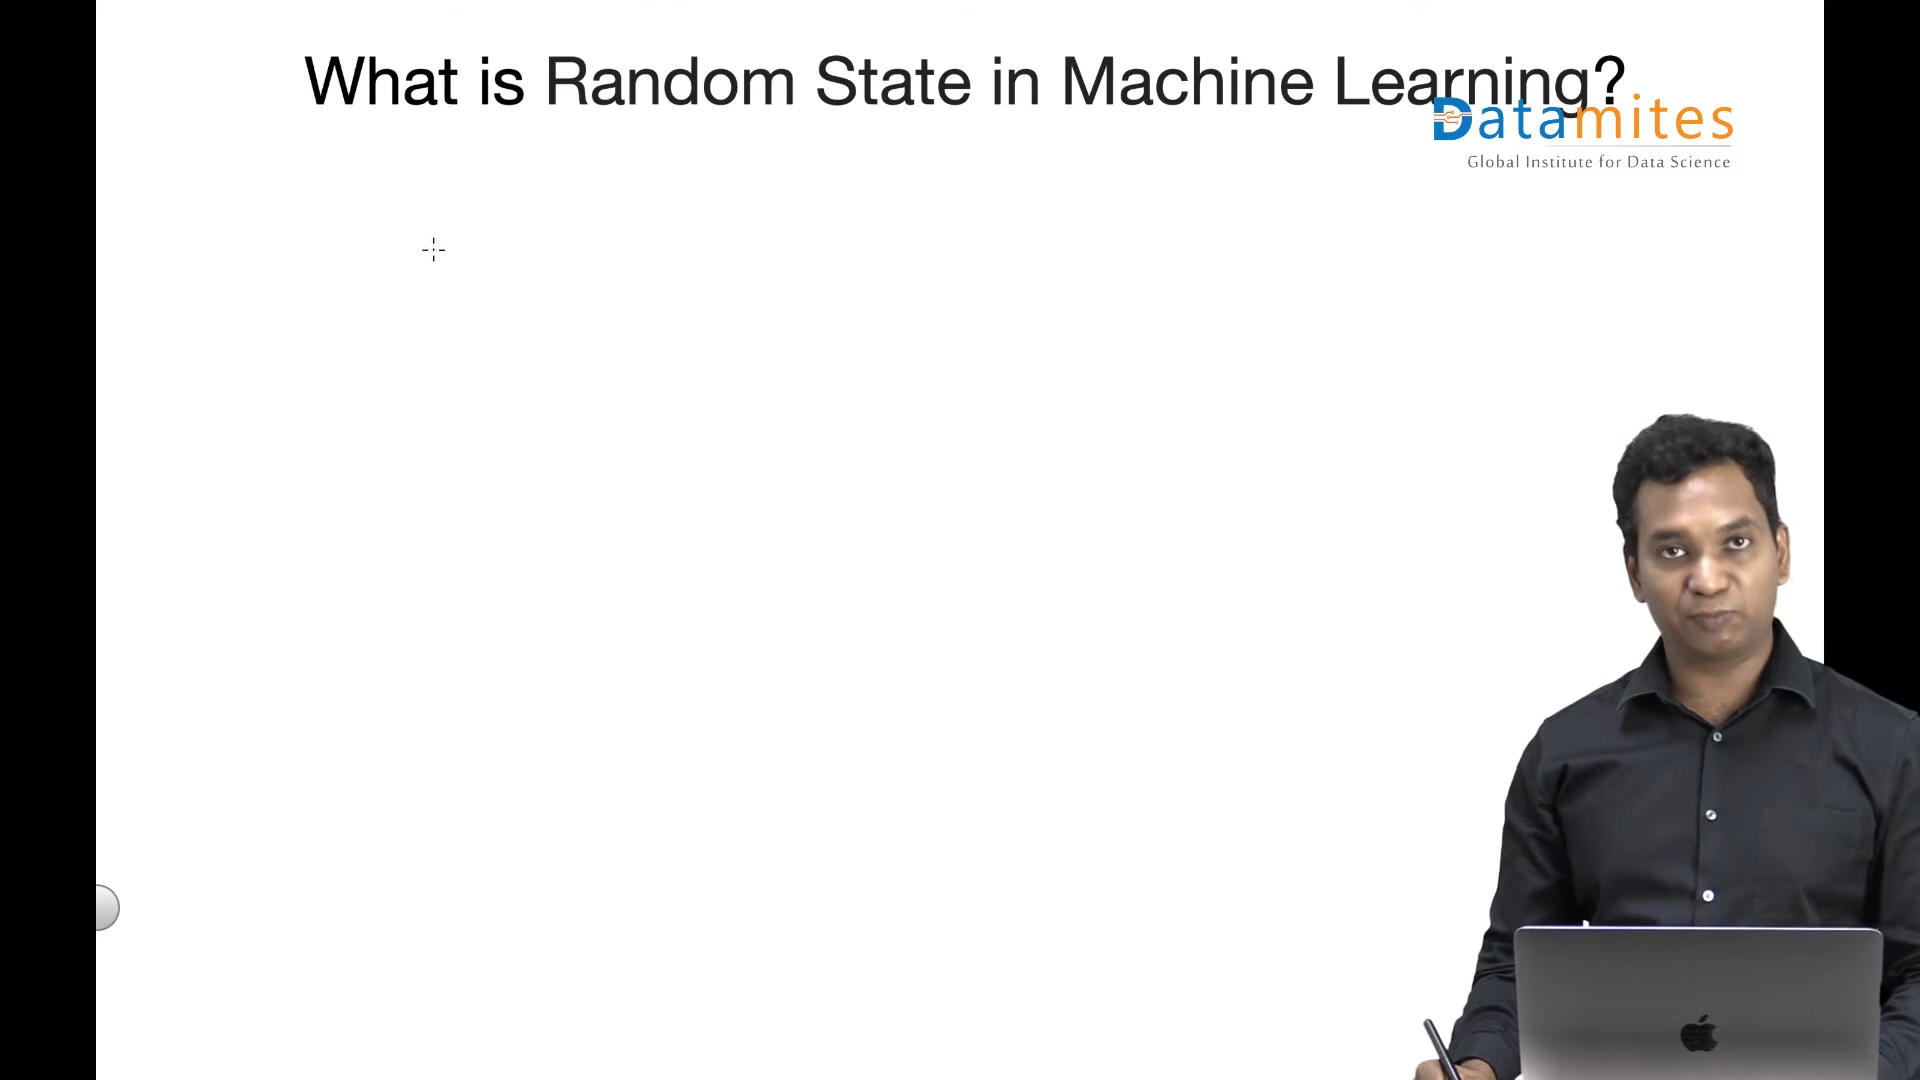 What is Random State in Machine Learning?
Datamites
Global Institute for Data Science